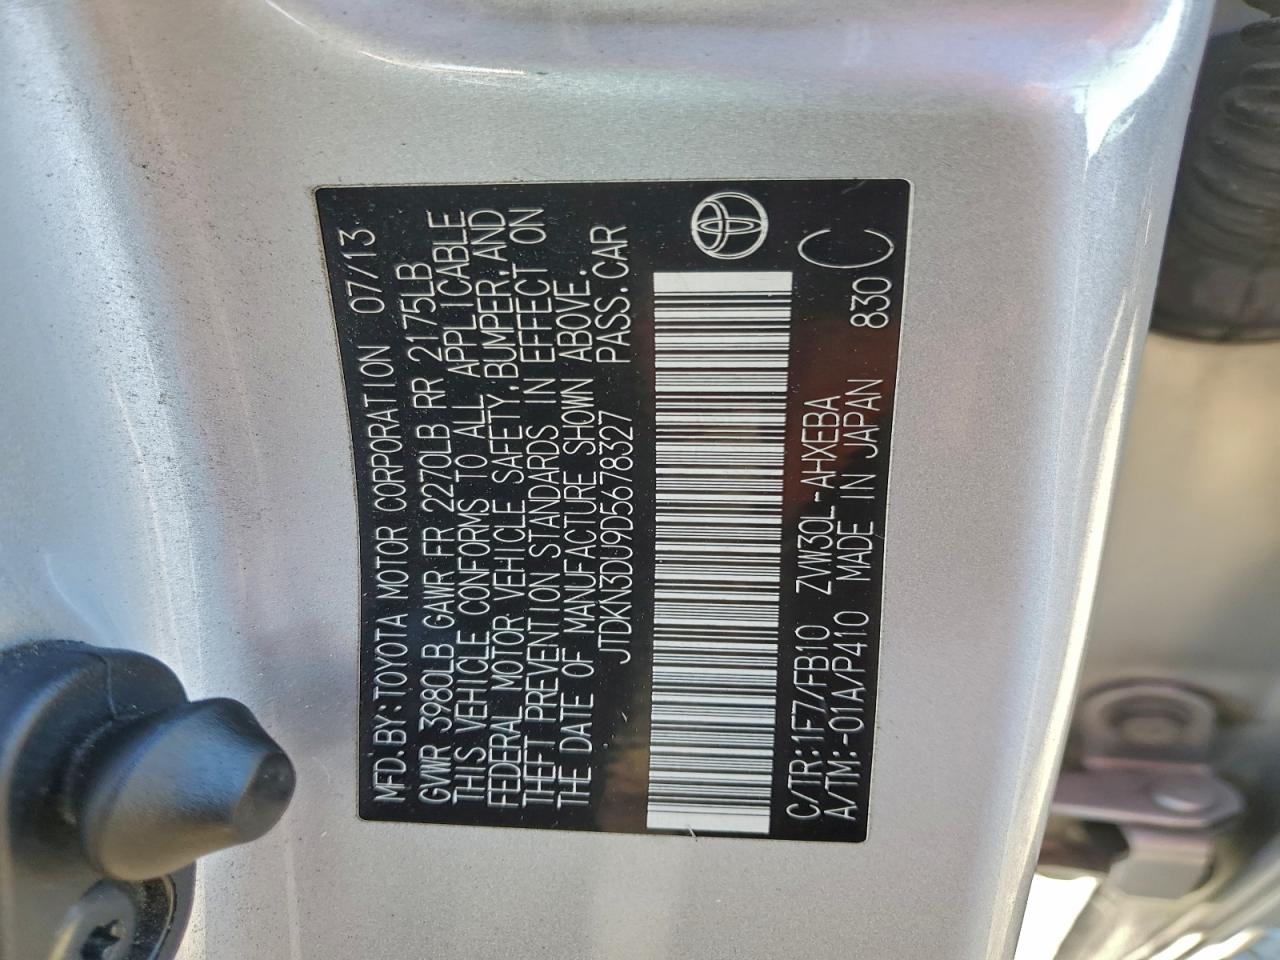 MFD.BY:TOYOTA MOTOR CORPORATION 07/13
GVWR 3980LB GAWR FR 2270LB RR 2175LB
THIS VEHICLE CONFORMS TO ALL APPLICABLE
FEDERAL MOTOR VEHICLE SAFETY,BUMPER,AND
THEFT PREVENTION STANDARDS IN EFFECT ON
THE DATE OF MANUFACTURE SHOWN ABOVE.
JTDKN3DU9D5678327 PASS.CAR
C/TR:1F7/FB10 ZVW30L-AHXEBA
A/TM:-01A/P410 MADE IN JAPAN 830 C